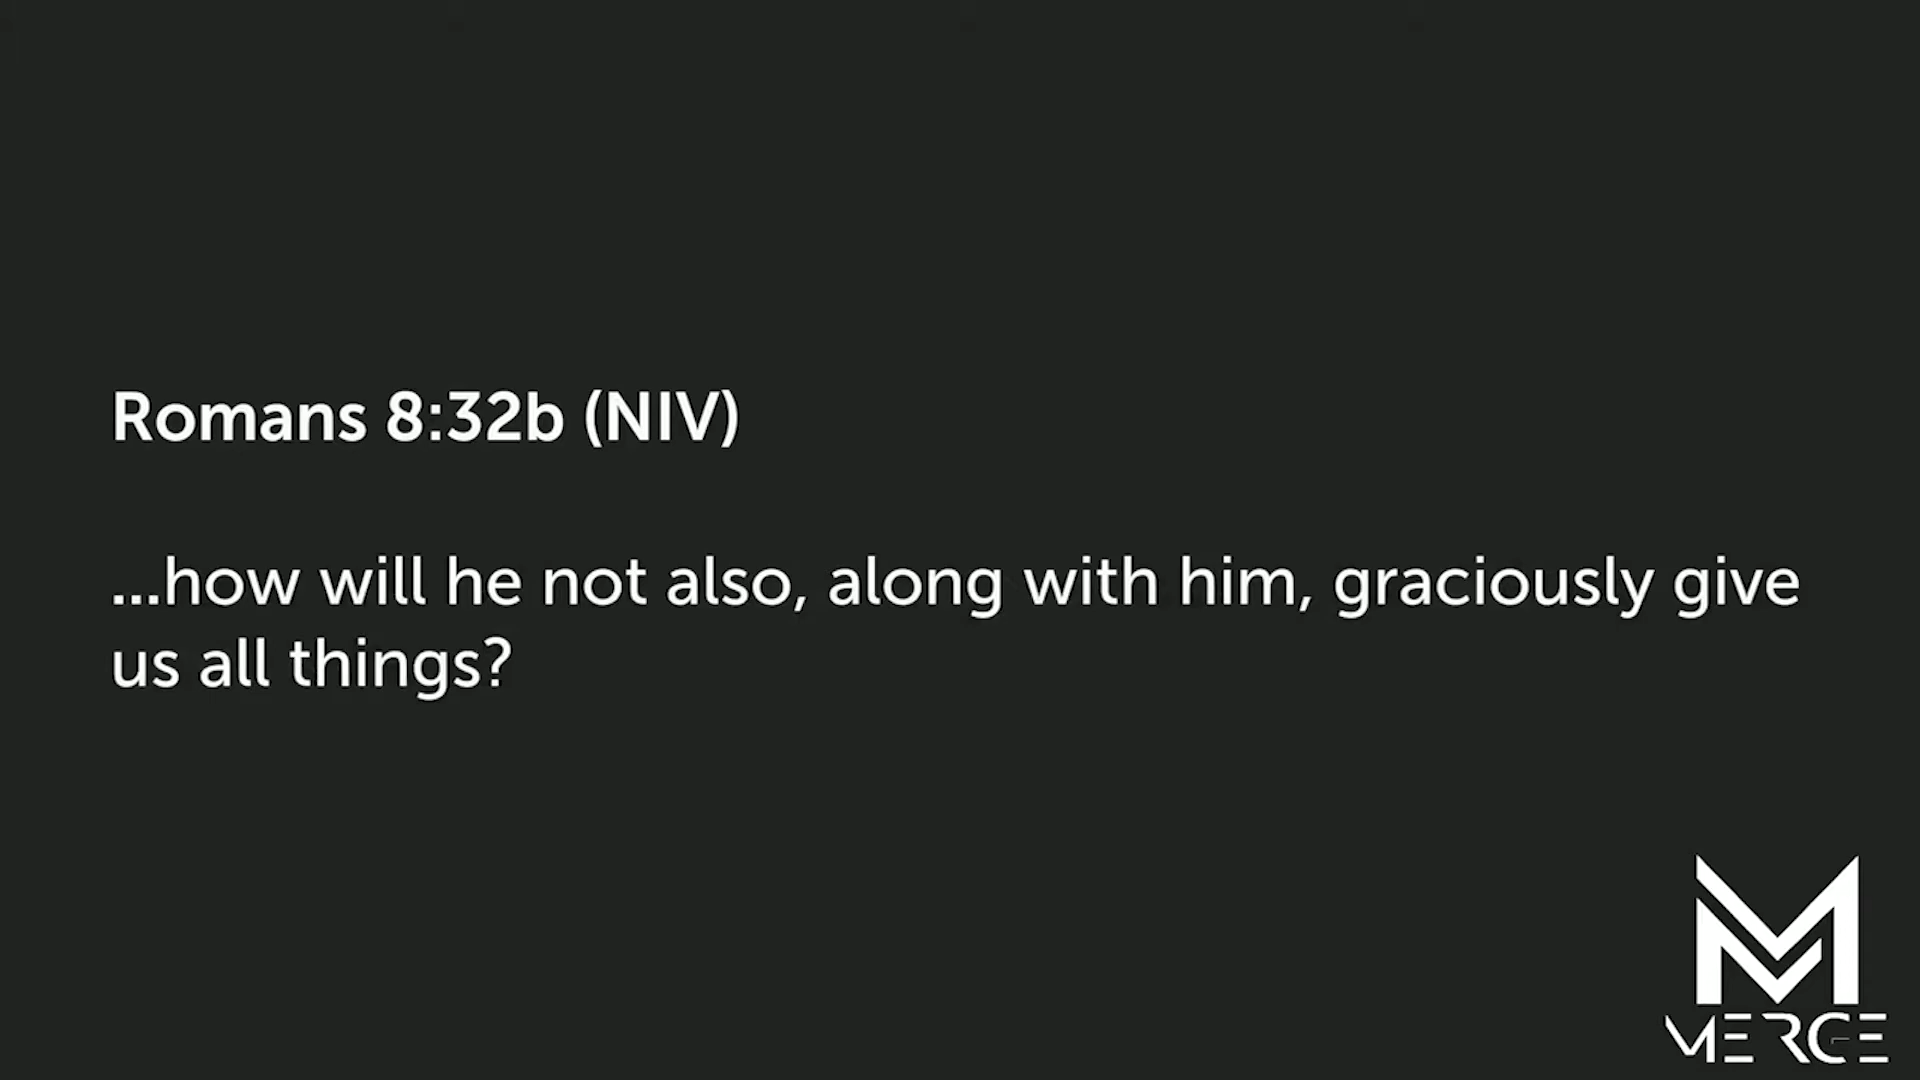 Romans 8:32b (NIV)
...how will he not also, along with him, graciously give
us all things?
MERGE